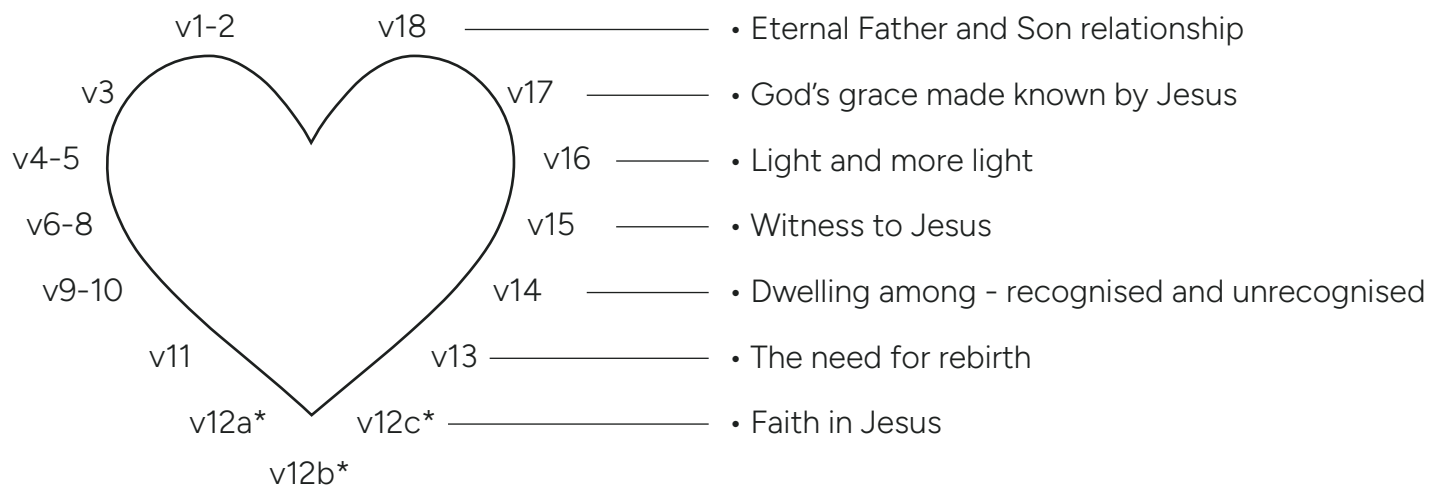 v1-2 v18 • Eternal Father and Son relationship
v3 v17 • God's grace made known by Jesus
v4-5 v16 • Light and more light
v6-8 v15 • Witness to Jesus
v9-10 v14 • Dwelling among - recognised and unrecognised
v11 v13 • The need for rebirth
v12a* v12c* • Faith in Jesus
v12b*